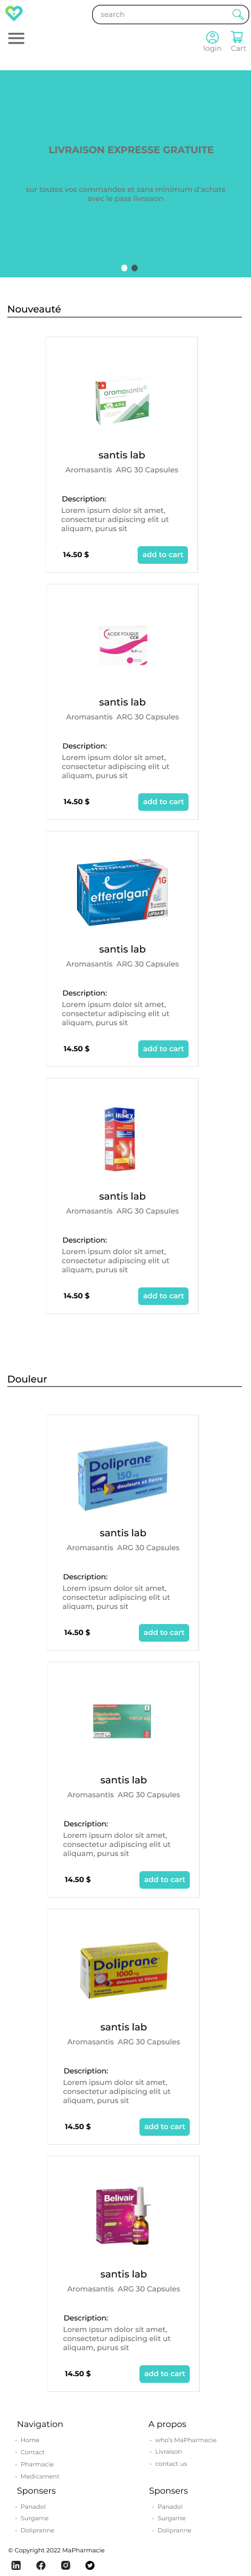 search
login Cart
LIVRAISON EXPRESSE GRATUITE
sur toutes vos commandes et sans minimum d'achats
avec le pass livraison
Nouveauté
aromasantis
ARG
santis lab
Aromasantis ARG 30 Capsules
Description:
Lorem ipsum dolor sit amet,
consectetur adipiscing elit ut
aliquam, purus sit
14.50 $ add to cart
ACIDE FOLIQUE
CCD
santis lab
Aromasantis ARG 30 Capsules
Description:
Lorem ipsum dolor sit amet,
consectetur adipiscing elit ut
aliquam, purus sit
14.50 $ add to cart
1G
efferalgan
UPSA
santis lab
Aromasantis ARG 30 Capsules
Description:
Lorem ipsum dolor sit amet,
consectetur adipiscing elit ut
aliquam, purus sit
14.50 $ add to cart
HUMEX
santis lab
Aromasantis ARG 30 Capsules
Description:
Lorem ipsum dolor sit amet,
consectetur adipiscing elit ut
aliquam, purus sit
14.50 $ add to cart
Douleur
Doliprane
150 mg
douleurs et fièvre
santis lab
Aromasantis ARG 30 Capsules
Description:
Lorem ipsum dolor sit amet,
consectetur adipiscing elit ut
aliquam, purus sit
14.50 $ add to cart
santis lab
Aromasantis ARG 30 Capsules
Description:
Lorem ipsum dolor sit amet,
consectetur adipiscing elit ut
aliquam, purus sit
14.50 $ add to cart
Doliprane
1000 mg
douleurs et fièvre
santis lab
Aromasantis ARG 30 Capsules
Description:
Lorem ipsum dolor sit amet,
consectetur adipiscing elit ut
aliquam, purus sit
14.50 $ add to cart
Belivair
santis lab
Aromasantis ARG 30 Capsules
Description:
Lorem ipsum dolor sit amet,
consectetur adipiscing elit ut
aliquam, purus sit
14.50 $ add to cart
Navigation A propos
- Home - who's MaPharmacie
- Contact - Livraison
- Pharmacie - contact us
- Medicament
Sponsers Sponsers
- Panadol - Panadol
- Surgame - Surgame
- Dolipranne - Dolipranne
© Copyright 2022 MaPharmacie